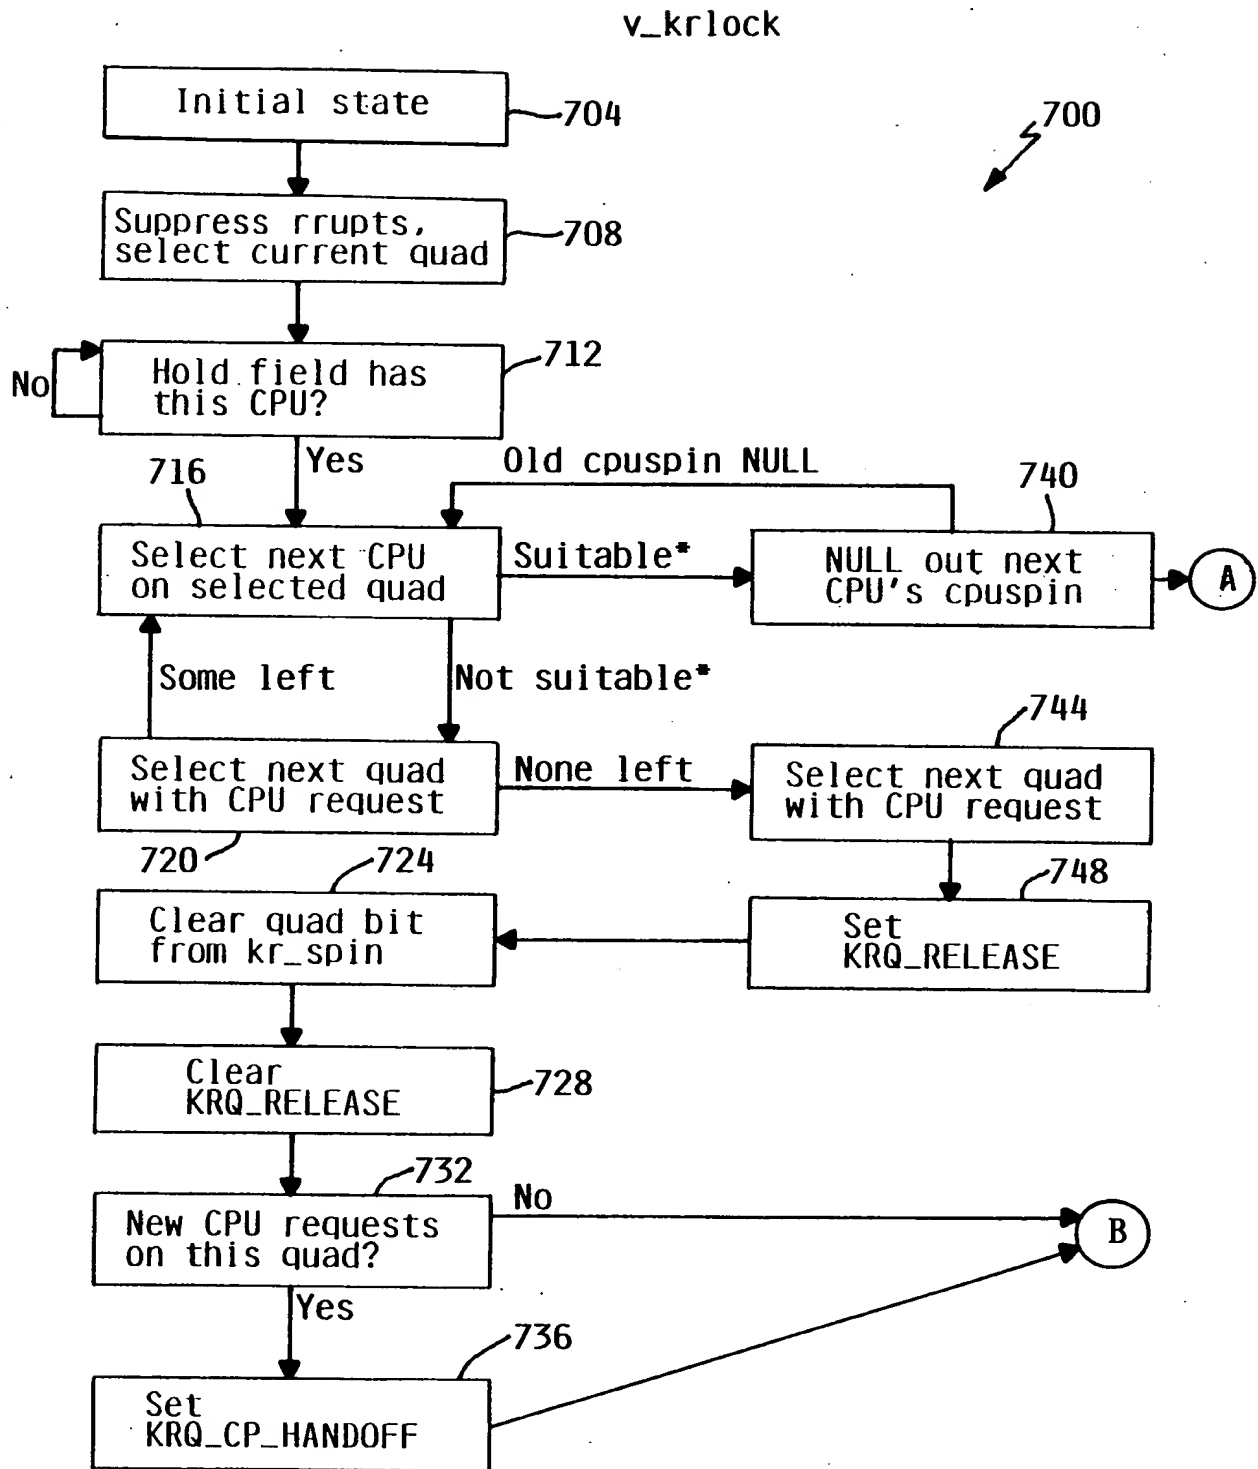 v_krlock
Initial state
704
700
Suppress rrupts,
select current quad
708
Hold field has
this CPU?
712
No
Yes
716
Old cpuspin NULL
740
Select next CPU
on selected quad
Suitable*
NULL out next
CPU's cpuspin
A
Some left
Not suitable*
744
Select next quad
with CPU request
None left
Select next quad
with CPU request
720
724
748
Clear quad bit
from kr_spin
Set
KRQ_RELEASE
Clear
KRQ_RELEASE
728
732
New CPU requests
on this quad?
No
B
Yes
736
Set
KRQ_CP_HANDOFF